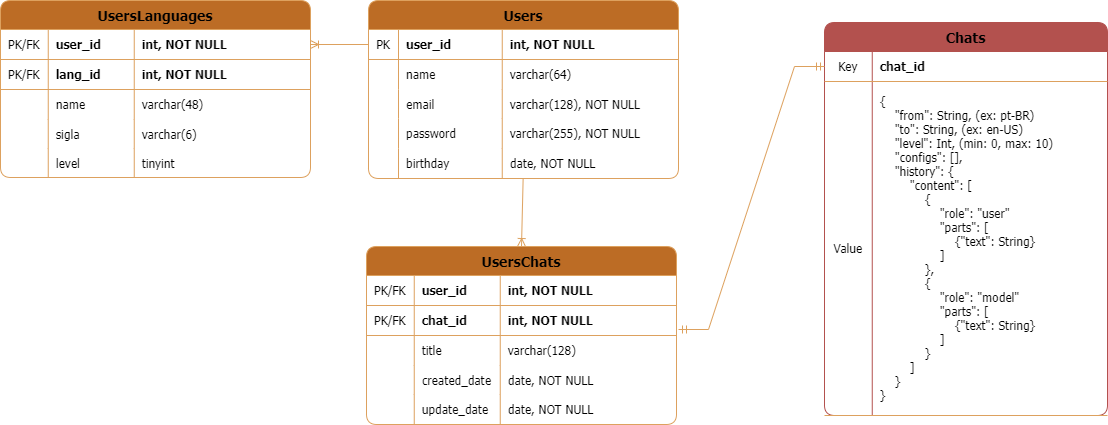 UsersLanguages
PK/FK user_id int, NOT NULL
PK/FK lang_id int, NOT NULL
name varchar(48)
sigla varchar(6)
level tinyint
Users
PK user_id int, NOT NULL
name varchar(64)
email varchar(128), NOT NULL
password varchar(255), NOT NULL
birthday date, NOT NULL
UsersChats
PK/FK user_id int, NOT NULL
PK/FK chat_id int, NOT NULL
title varchar(128)
created_date date, NOT NULL
update_date date, NOT NULL
Chats
Key chat_id
Value
{
"from": String, (ex: pt-BR)
"to": String, (ex: en-US)
"level": Int, (min: 0, max: 10)
"configs": [],
"history": {
"content": [
{
"role": "user"
"parts": [
{"text": String}
]
},
{
"role": "model"
"parts": [
{"text": String}
]
}
]
}
}